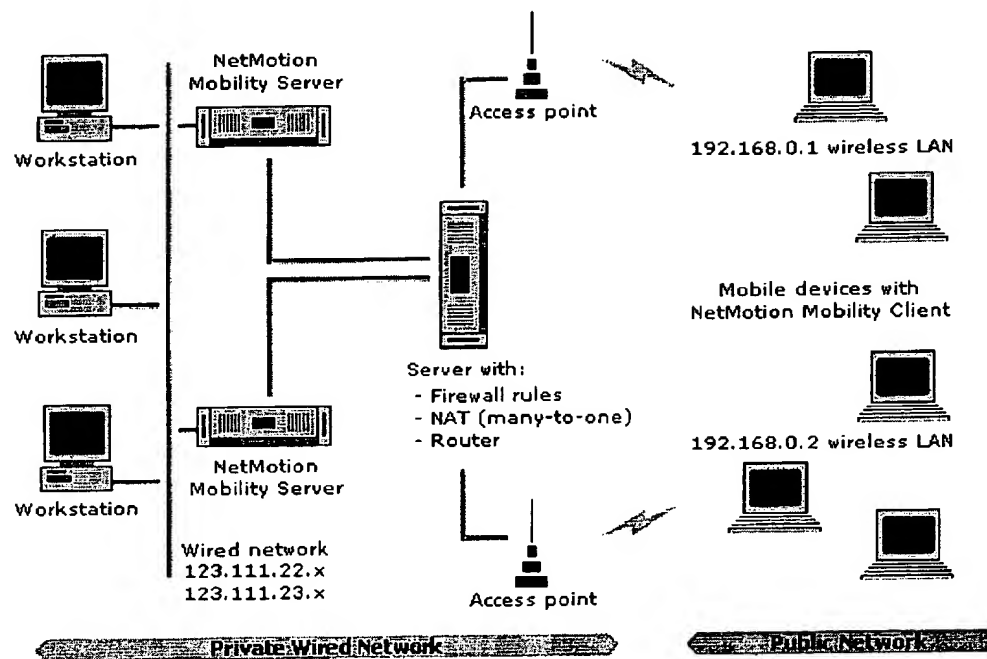 NetMotion
Mobility Server
Workstation
Access point
192.168.0.1 wireless LAN
Workstation
Mobile devices with
NetMotion Mobility Client
Server with:
- Firewall rules
- NAT (many-to-one)
- Router
192.168.0.2 wireless LAN
NetMotion
Mobility Server
Workstation
Wired network
123.111.22.x
123.111.23.x
Access point
Private Wired Network
Public Network